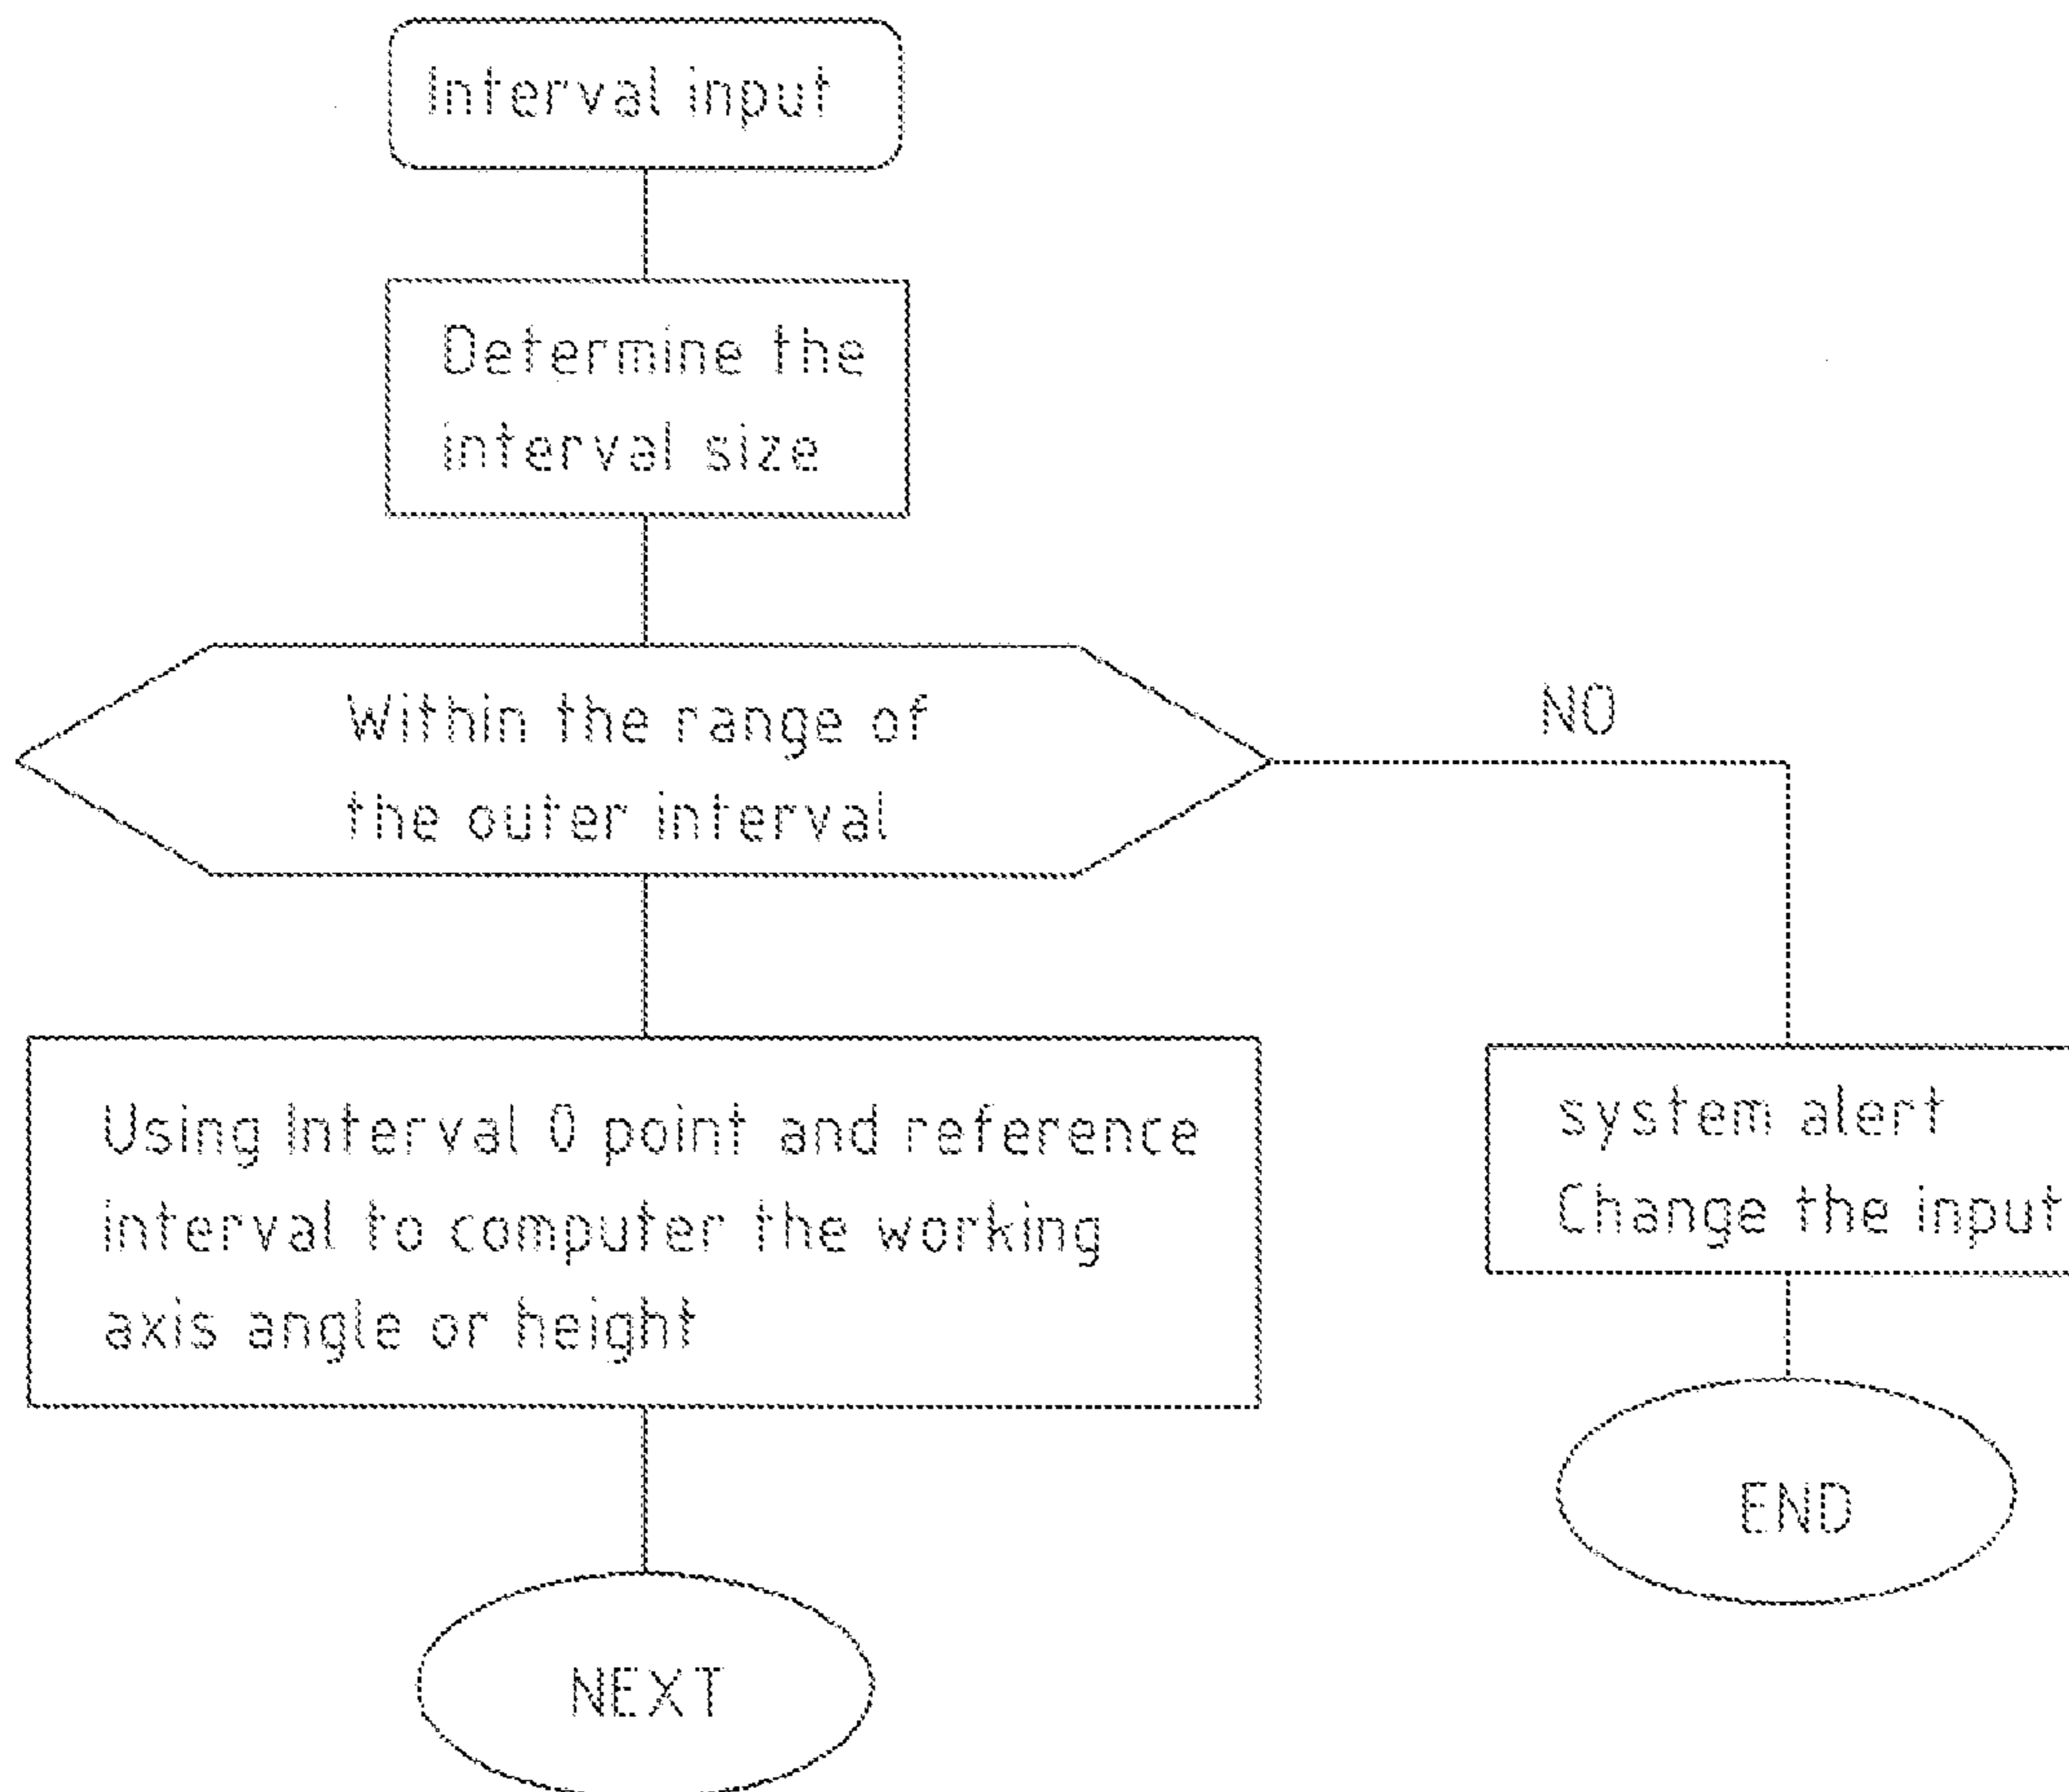 Interval input
Determine the
interval size
Within the range of
the outer interval
NO
Using Interval 0 point and reference
interval to computer the working
axis angle or height
system alert
Change the input
END
NEXT